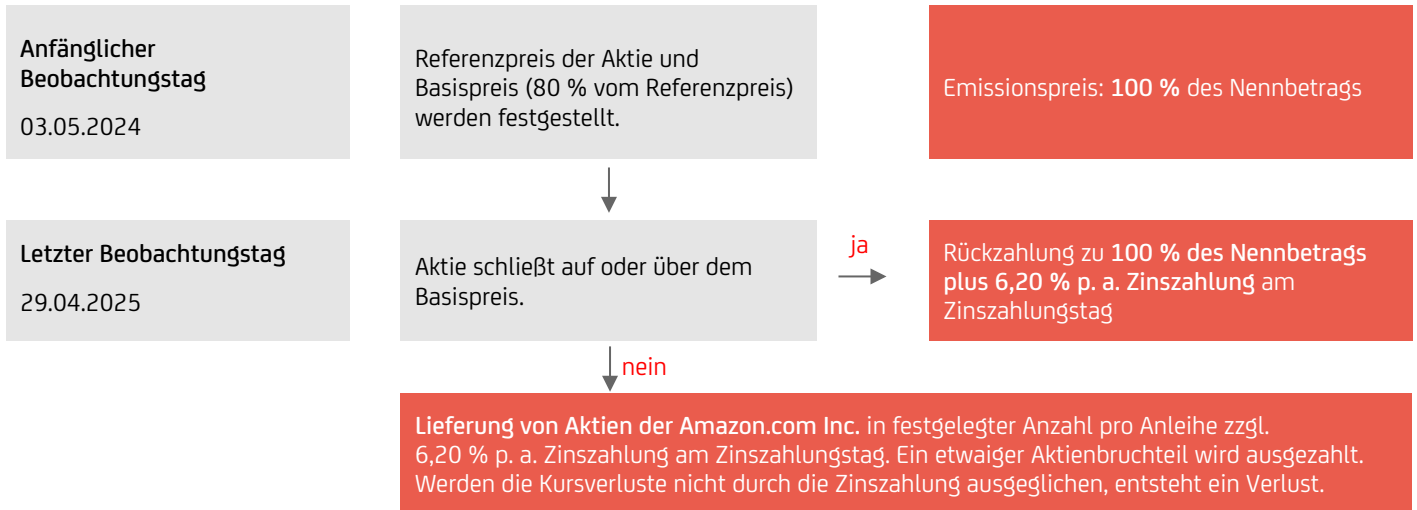 Anfänglicher
Beobachtungstag
03.05.2024
Referenzpreis der Aktie und
Basispreis (80 % vom Referenzpreis)
werden festgestellt.
Emissionspreis: 100 % des Nennbetrags
Letzter Beobachtungstag
29.04.2025
Aktie schließt auf oder über dem
Basispreis.
ja
Rückzahlung zu 100 % des Nennbetrags
plus 6,20 % p. a. Zinszahlung am
Zinszahlungstag
nein
Lieferung von Aktien der Amazon.com Inc. in festgelegter Anzahl pro Anleihe zzgl.
6,20 % p. a. Zinszahlung am Zinszahlungstag. Ein etwaiger Aktienbruchteil wird ausgezahlt.
Werden die Kursverluste nicht durch die Zinszahlung ausgeglichen, entsteht ein Verlust.